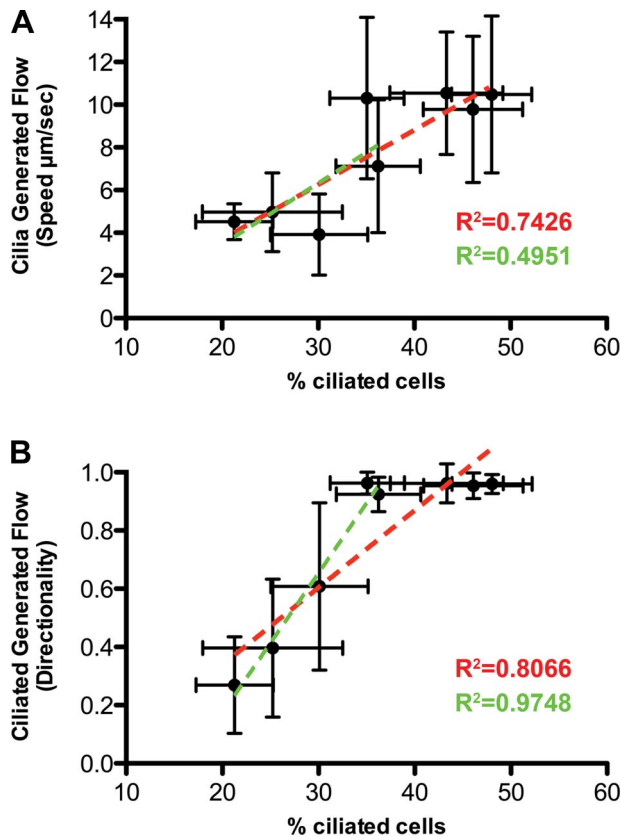 A
Cilia Generated Flow
(Speed μm/sec)
14
12
10
8
6
4
2
0
R²=0.7426
R²=0.4951
10 20 30 40 50 60
% ciliated cells
B
Ciliated Generated Flow
(Directionality)
1.0
0.8
0.6
0.4
0.2
0.0
R²=0.8066
R²=0.9748
10 20 30 40 50 60
% ciliated cells